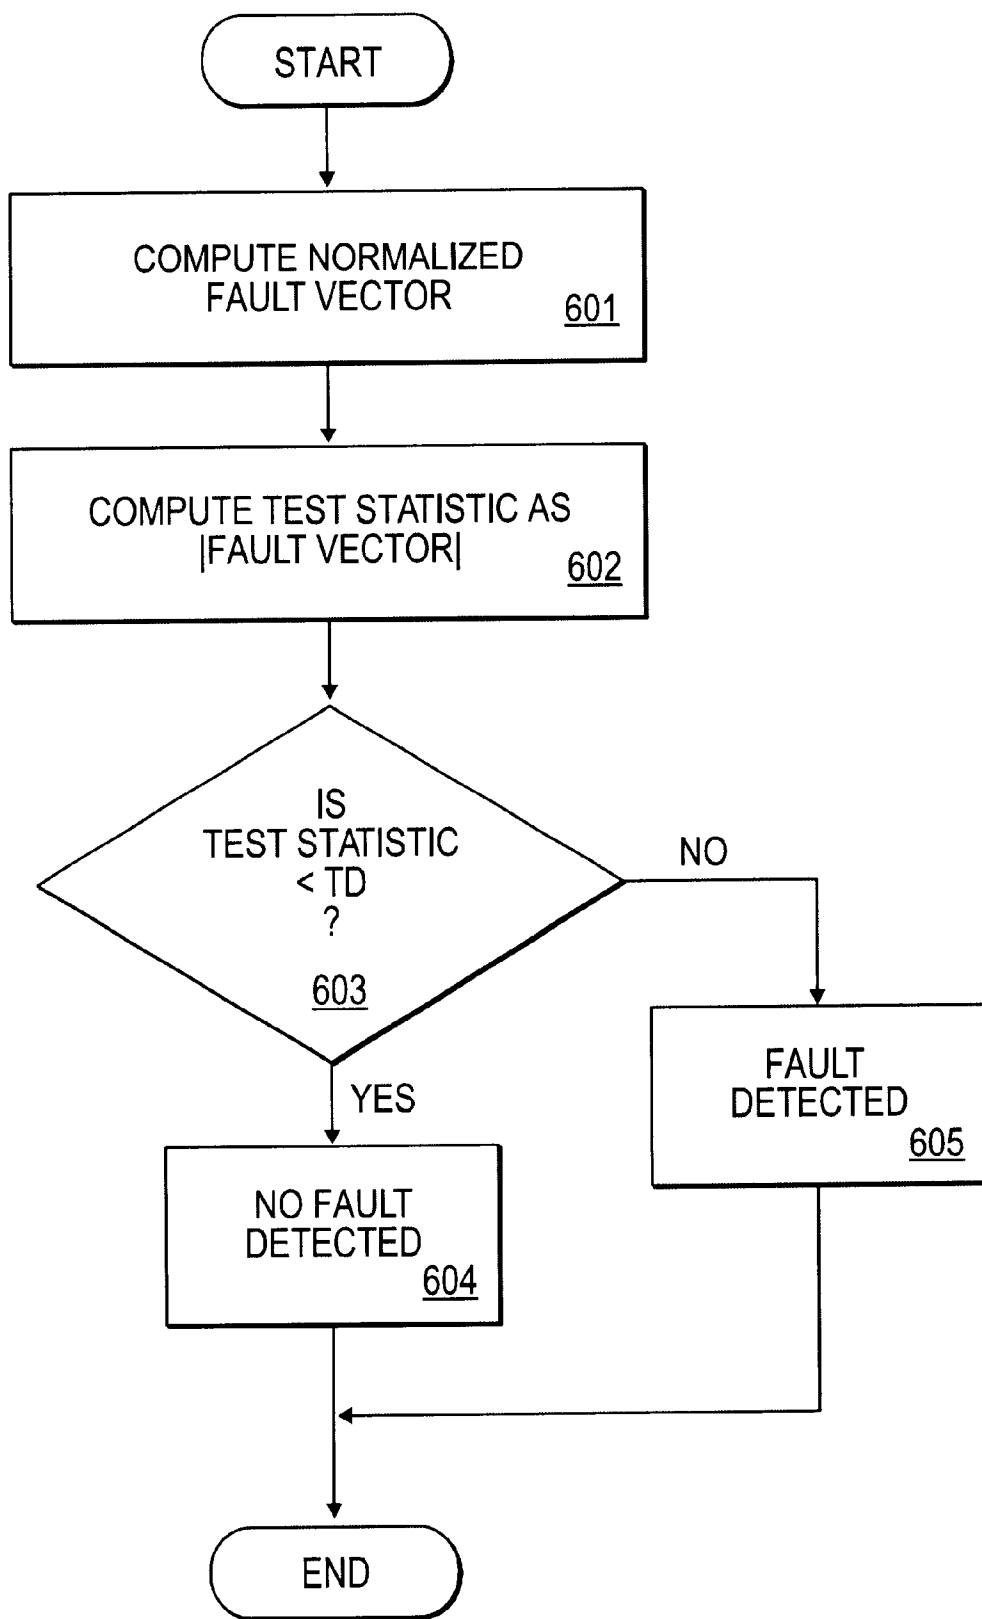 START
COMPUTE NORMALIZED
FAULT VECTOR
601
COMPUTE TEST STATISTIC AS
|FAULT VECTOR|
602
IS
TEST STATISTIC
< TD
?
603
NO
YES
FAULT
DETECTED
605
NO FAULT
DETECTED
604
END